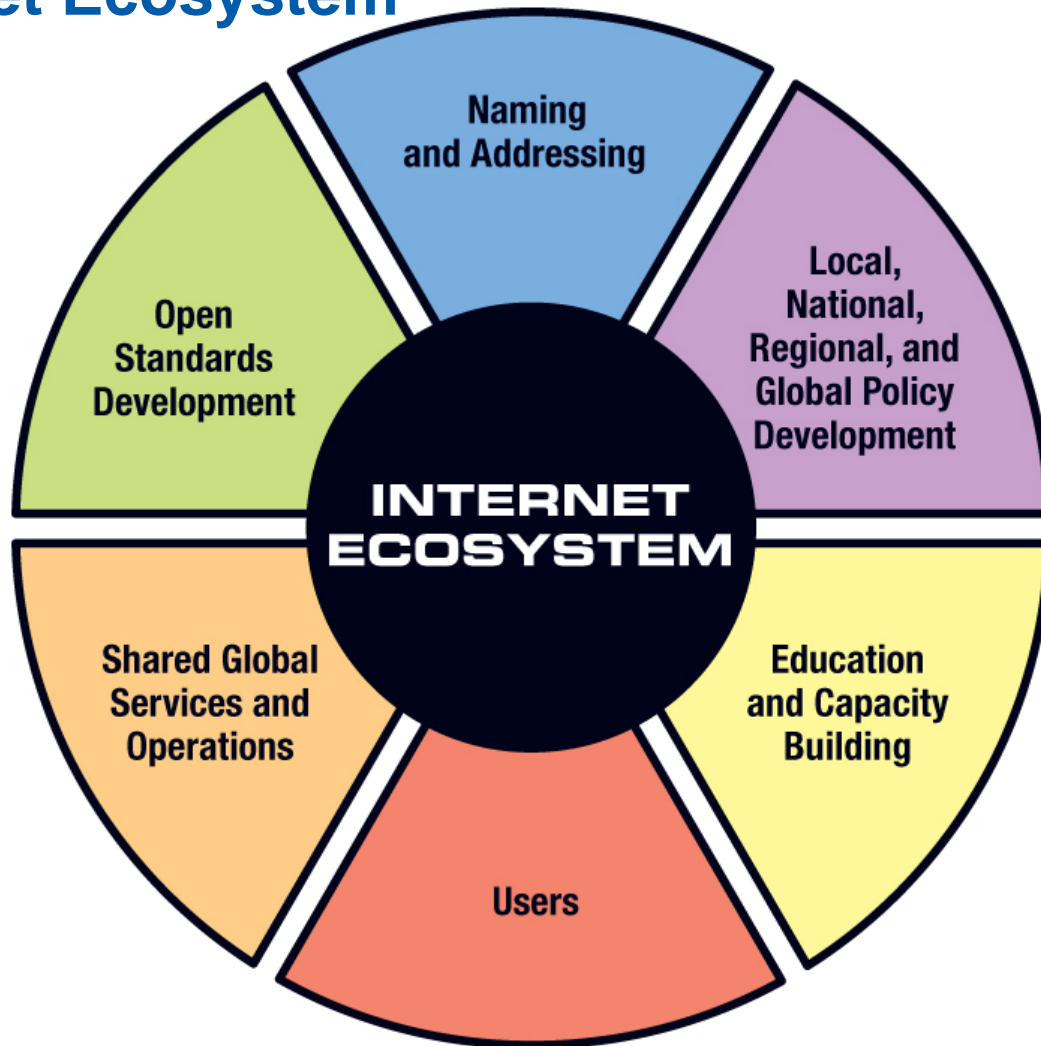 Ecosystem
Naming
and Addressing
Local,
National,
Regional, and
Global Policy
Development
Open
Standards
Development
INTERNET
ECOSYSTEM
Shared Global
Services and
Operations
Education
and Capacity
Building
Users